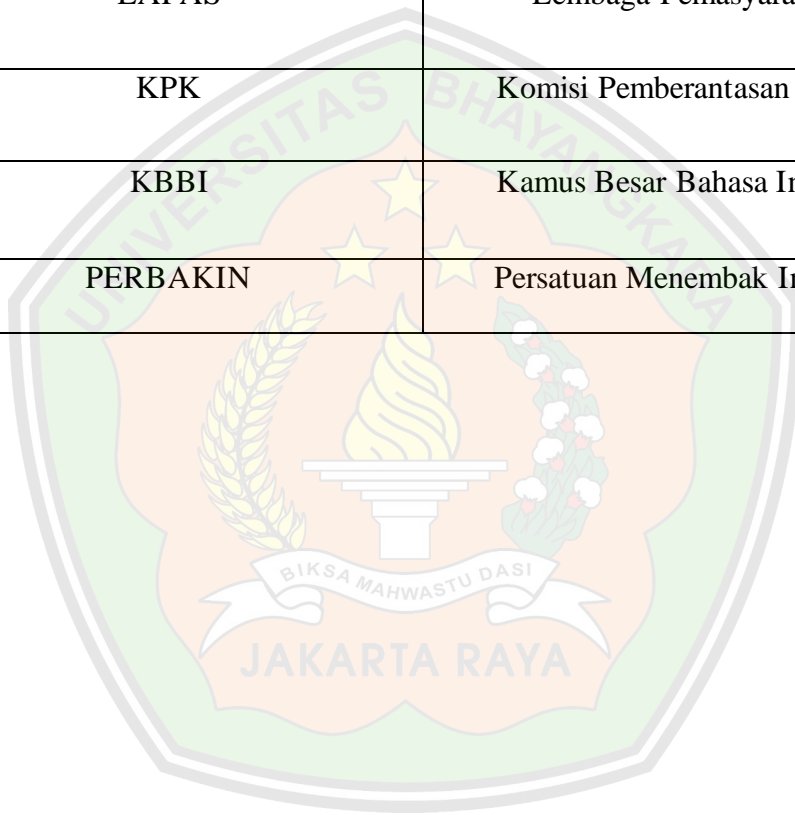 LAPAS Lembaga Pemasyara
KPK Komisi Pemberantasan
KBBI Kamus Besar Bahasa In
PERBAKIN Persatuan Menembak In
UNIVERSITAS BHAYANGKARA
BIKSA MAHWASTU DASI
JAKARTA RAYA